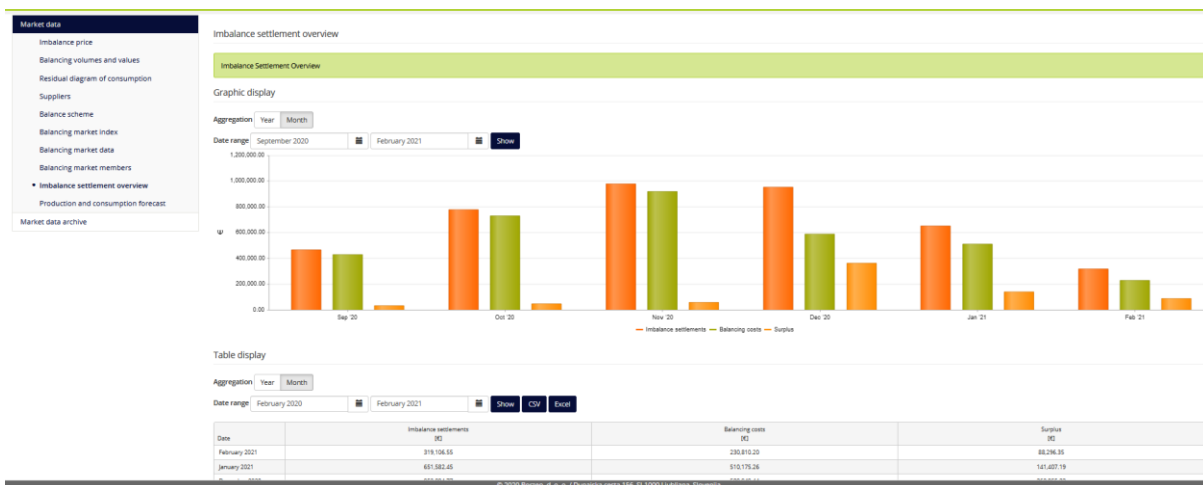 Market data
Imbalance price
Balancing volumes and values
Residual diagram of consumption
Suppliers
Balance scheme
Balancing market index
Balancing market data
Balancing market members
Imbalance settlement overview
Production and consumption forecast
Market data archive
Imbalance settlement overview
Imbalance Settlement Overview
Graphic display
Aggregation Year Month
Date range September 2020 February 2021 Show
1,200,000.00
1,000,000.00
800,000.00
€ 600,000.00
400,000.00
200,000.00
0.00
Sep '20 Oct '20 Nov '20 Dec '20 Jan '21 Feb '21
Imbalance settlements Balancing costs Surplus
Table display
Aggregation Year Month
Date range February 2020 February 2021 Show CSV Excel
Date Imbalance settlements [€] Balancing costs [€] Surplus [€]
February 2021 319,106.55 230,810.20 88,296.35
January 2021 651,582.45 510,175.26 141,407.19